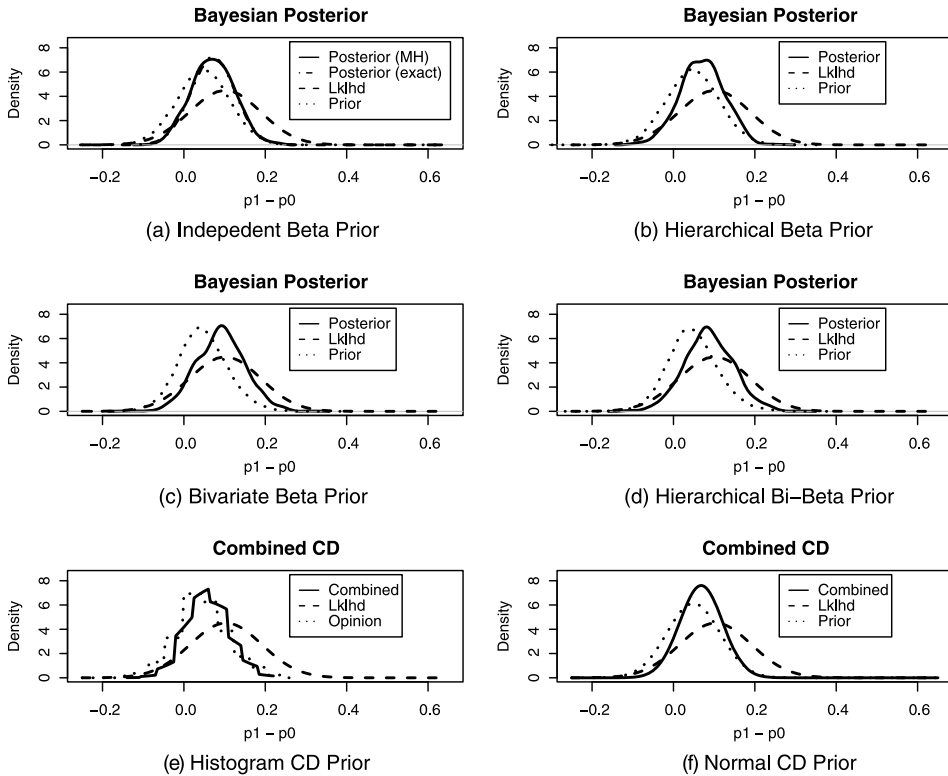 Bayesian Posterior
Density
8
6
4
2
0
Posterior (MH)
Posterior (exact)
Lklhd
Prior
−0.2 0.0 0.2 0.4 0.6
p1 − p0
(a) Indepedent Beta Prior
Bayesian Posterior
Density
8
6
4
2
0
Posterior
Lklhd
Prior
−0.2 0.0 0.2 0.4 0.6
p1 − p0
(b) Hierarchical Beta Prior
Bayesian Posterior
Density
8
6
4
2
0
Posterior
Lklhd
Prior
−0.2 0.0 0.2 0.4 0.6
p1 − p0
(c) Bivariate Beta Prior
Bayesian Posterior
Density
8
6
4
2
0
Posterior
Lklhd
Prior
−0.2 0.0 0.2 0.4 0.6
p1 − p0
(d) Hierarchical Bi−Beta Prior
Combined CD
Density
8
6
4
2
0
Combined
Lklhd
Opinion
−0.2 0.0 0.2 0.4 0.6
p1 − p0
(e) Histogram CD Prior
Combined CD
Density
8
6
4
2
0
Combined
Lklhd
Prior
−0.2 0.0 0.2 0.4 0.6
p1 − p0
(f) Normal CD Prior